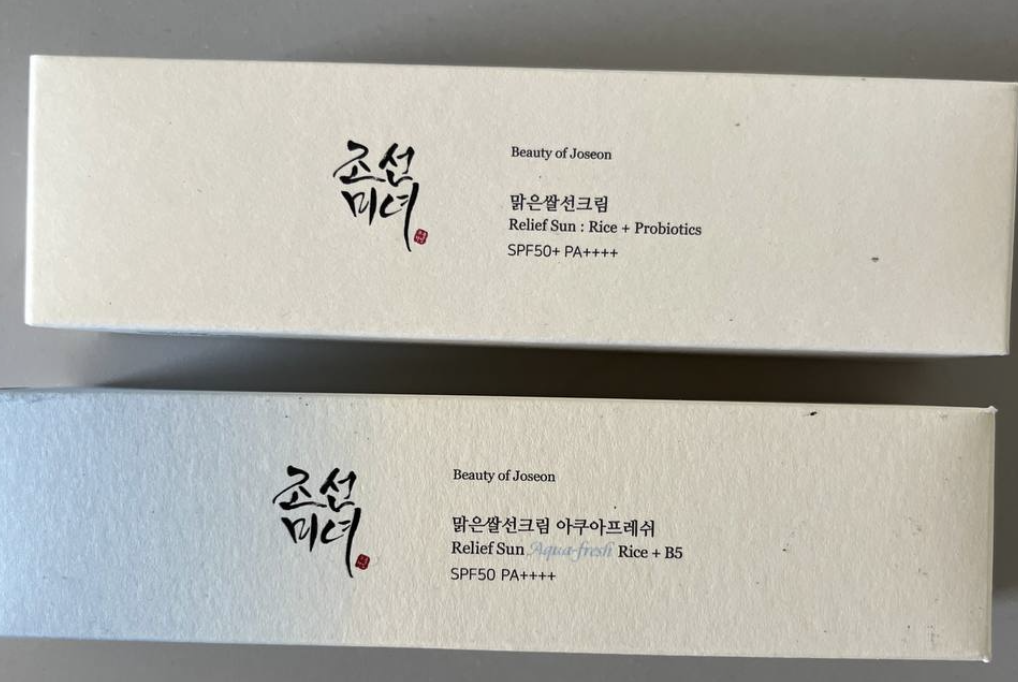 조선
미녀
Beauty of Joseon
맑은쌀선크림
Relief Sun : Rice + Probiotics
SPF50+ PA++++
조선
미녀
Beauty of Joseon
맑은쌀선크림 아쿠아프레쉬
Relief Sun Aqua-fresh Rice + B5
SPF50 PA++++